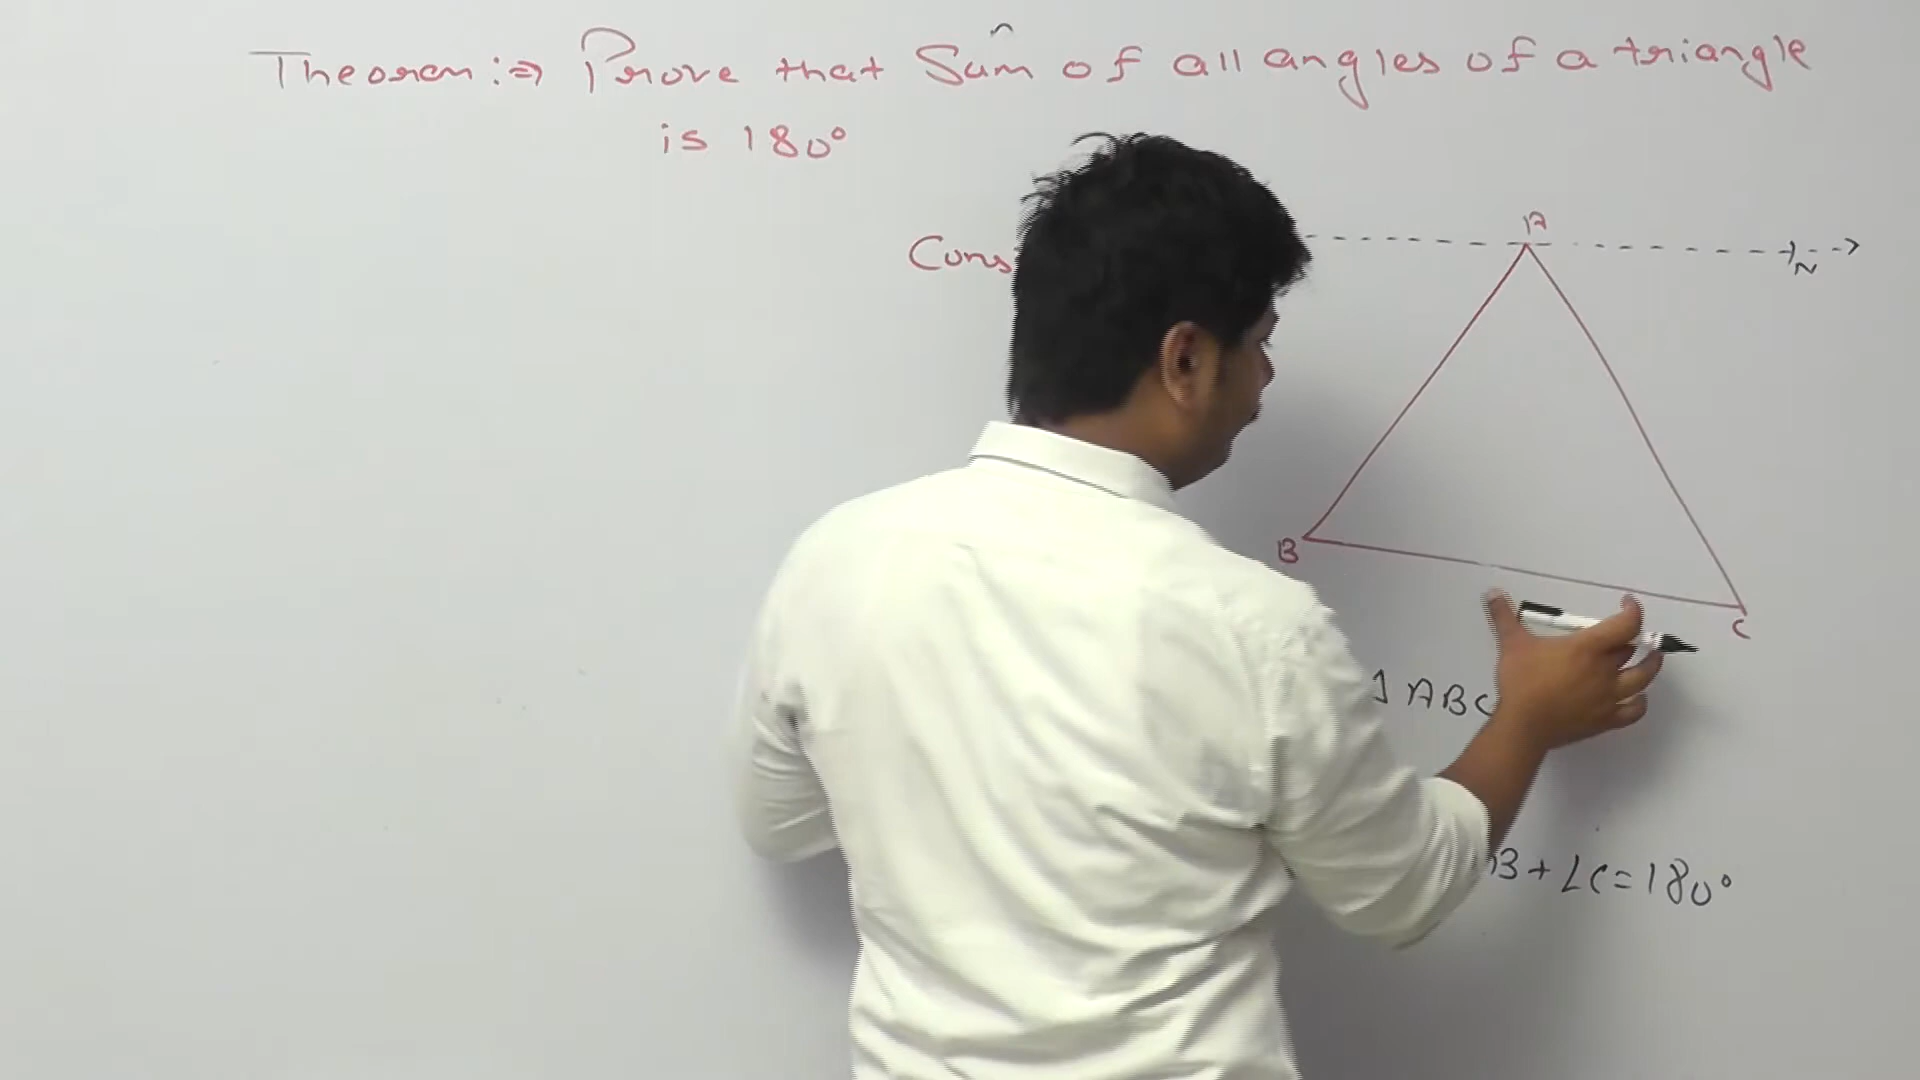 Theorem :⇒ Prove that Sum of all angles of a triangle
is 180°
A
Cons
N
B
C
ABC
B + ∠C = 180°